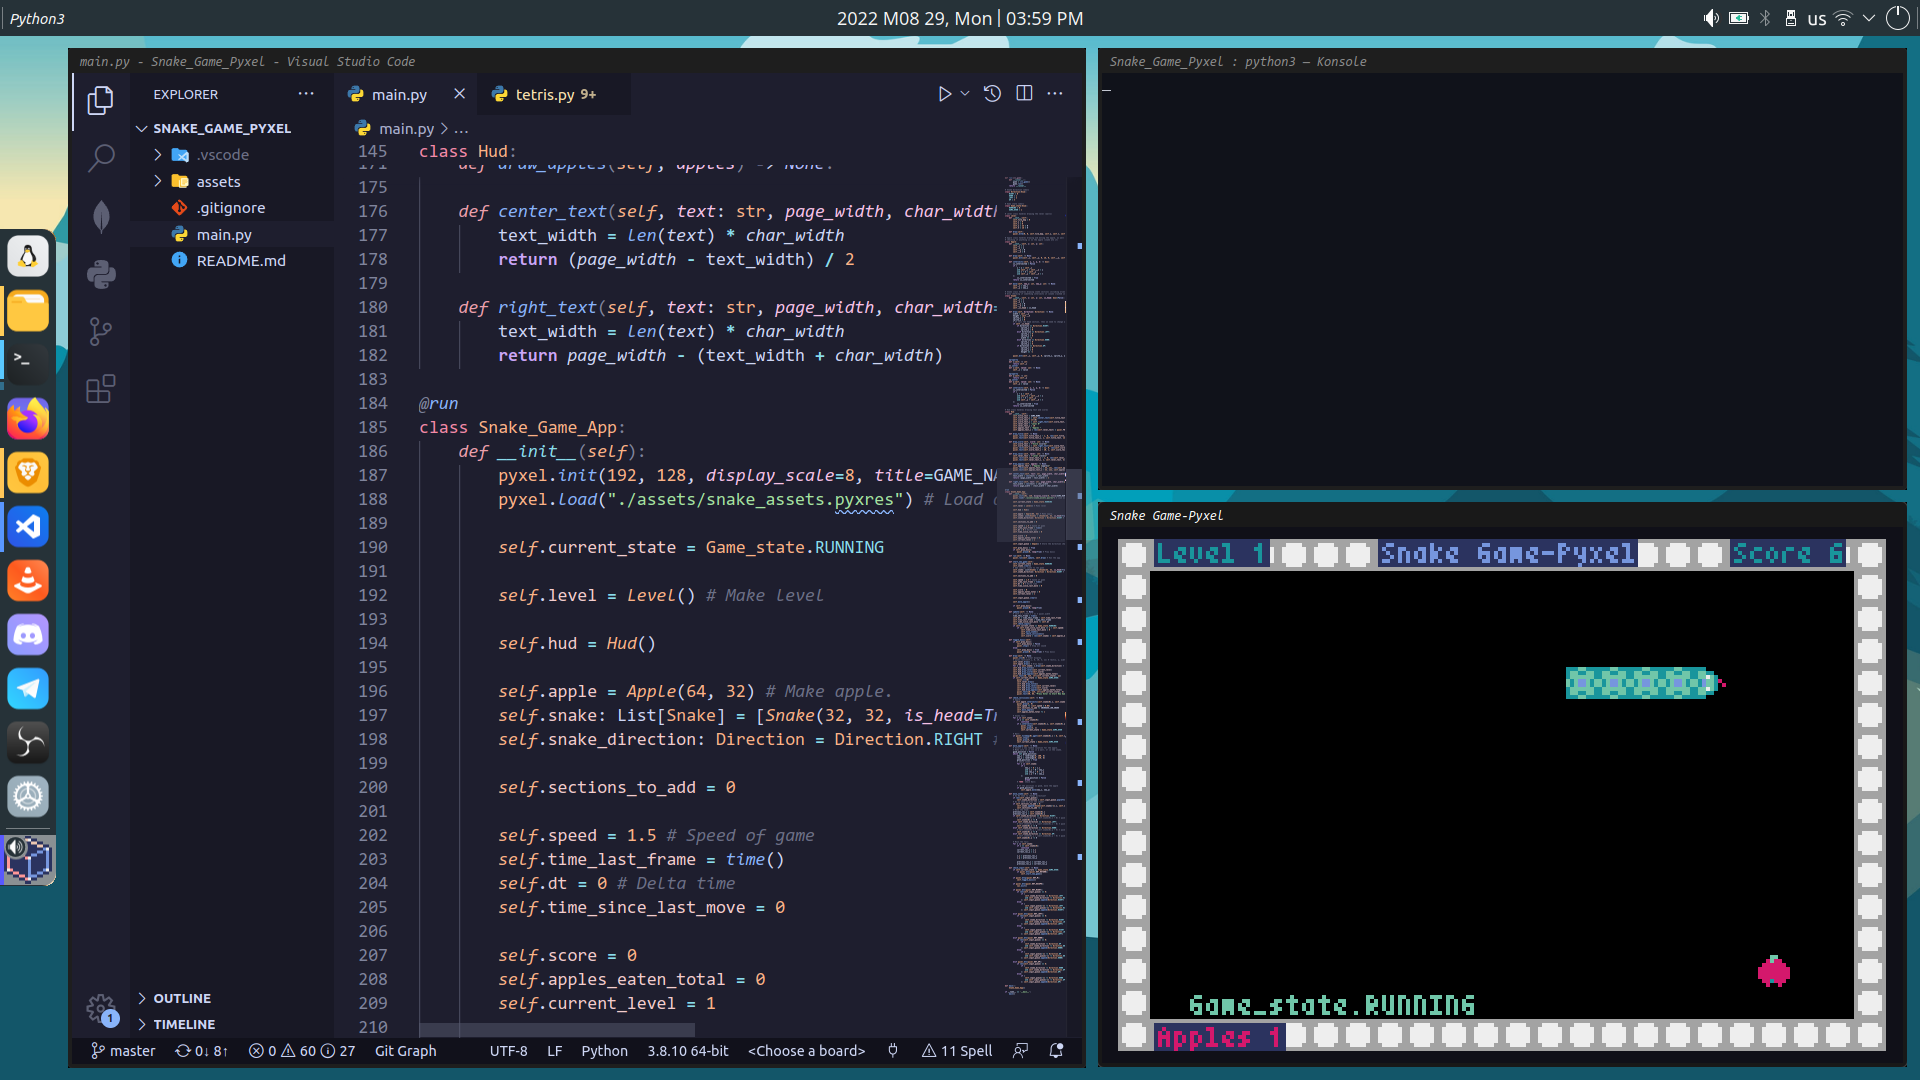 Python3
2022 M08 29, Mon | 03:59 PM
us
main.py - Snake_Game_Pyxel - Visual Studio Code
EXPLORER
SNAKE_GAME_PYXEL
.vscode
assets
.gitignore
main.py
README.md
OUTLINE
TIMELINE
1
main.py
tetris.py 9+
main.py > ...
145 class Hud:
171 def draw_apples(self, apples) -> None:
175
176 def center_text(self, text: str, page_width, char_width
177 text_width = len(text) * char_width
178 return (page_width - text_width) / 2
179
180 def right_text(self, text: str, page_width, char_width=
181 text_width = len(text) * char_width
182 return page_width - (text_width + char_width)
183
184 @run
185 class Snake_Game_App:
186 def __init__(self):
187 pyxel.init(192, 128, display_scale=8, title=GAME_NA
188 pyxel.load("./assets/snake_assets.pyxres") # Load
189
190 self.current_state = Game_state.RUNNING
191
192 self.level = Level() # Make level
193
194 self.hud = Hud()
195
196 self.apple = Apple(64, 32) # Make apple.
197 self.snake: List[Snake] = [Snake(32, 32, is_head=Tr
198 self.snake_direction: Direction = Direction.RIGHT #
199
200 self.sections_to_add = 0
201
202 self.speed = 1.5 # Speed of game
203 self.time_last_frame = time()
204 self.dt = 0 # Delta time
205 self.time_since_last_move = 0
206
207 self.score = 0
208 self.apples_eaten_total = 0
209 self.current_level = 1
210
master 0↓ 8↑ 0 60 27 Git Graph UTF-8 LF Python 3.8.10 64-bit <Choose a board> 11 Spell
Snake_Game_Pyxel : python3 — Konsole
Snake Game-Pyxel
Level 1 Snake Game-Pyxel Score 6
Game_state.RUNNING
Apples 1